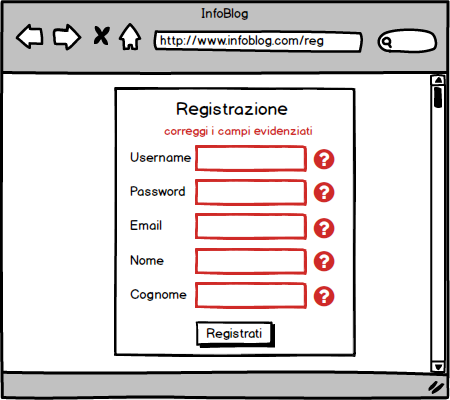 InfoBlog
http://www.infoblog.com/reg
Registrazione
correggi i campi evidenziati
Username ?
Password ?
Email ?
Nome ?
Cognome ?
Registrati